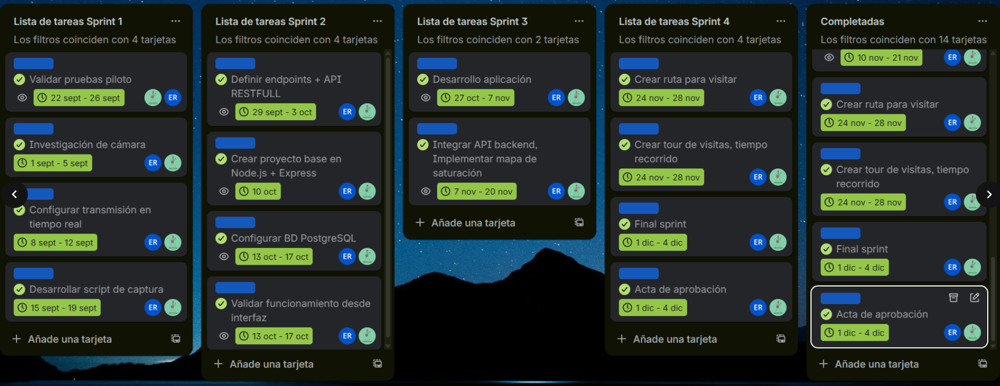 Lista de tareas Sprint 1
Los filtros coinciden con 4 tarjetas
Validar pruebas piloto
22 sept - 26 sept
ER
Investigación de cámara
1 sept - 5 sept
ER
Configurar transmisión en
tiempo real
8 sept - 12 sept
ER
Desarrollar script de captura
15 sept - 19 sept
ER
Añade una tarjeta
Lista de tareas Sprint 2
Los filtros coinciden con 4 tarjetas
Definir endpoints + API
RESTFULL
29 sept - 3 oct
ER
Crear proyecto base en
Node.js + Express
10 oct
ER
Configurar BD PostgreSQL
13 oct - 17 oct
ER
Validar funcionamiento desde
interfaz
13 oct - 17 oct
ER
Añade una tarjeta
Lista de tareas Sprint 3
Los filtros coinciden con 2 tarjetas
Desarrollo aplicación
27 oct - 7 nov
ER
Integrar API backend,
Implementar mapa de
saturación
7 nov - 20 nov
ER
Añade una tarjeta
Lista de tareas Sprint 4
Los filtros coinciden con 4 tarjetas
Crear ruta para visitar
24 nov - 28 nov
ER
Crear tour de visitas, tiempo
recorrido
24 nov - 28 nov
ER
Final sprint
1 dic - 4 dic
ER
Acta de aprobación
1 dic - 4 dic
ER
Añade una tarjeta
Completadas
Los filtros coinciden con 14 tarjetas
10 nov - 21 nov
ER
Crear ruta para visitar
24 nov - 28 nov
ER
Crear tour de visitas, tiempo
recorrido
24 nov - 28 nov
ER
Final sprint
1 dic - 4 dic
ER
Acta de aprobación
1 dic - 4 dic
ER
Añade una tarjeta